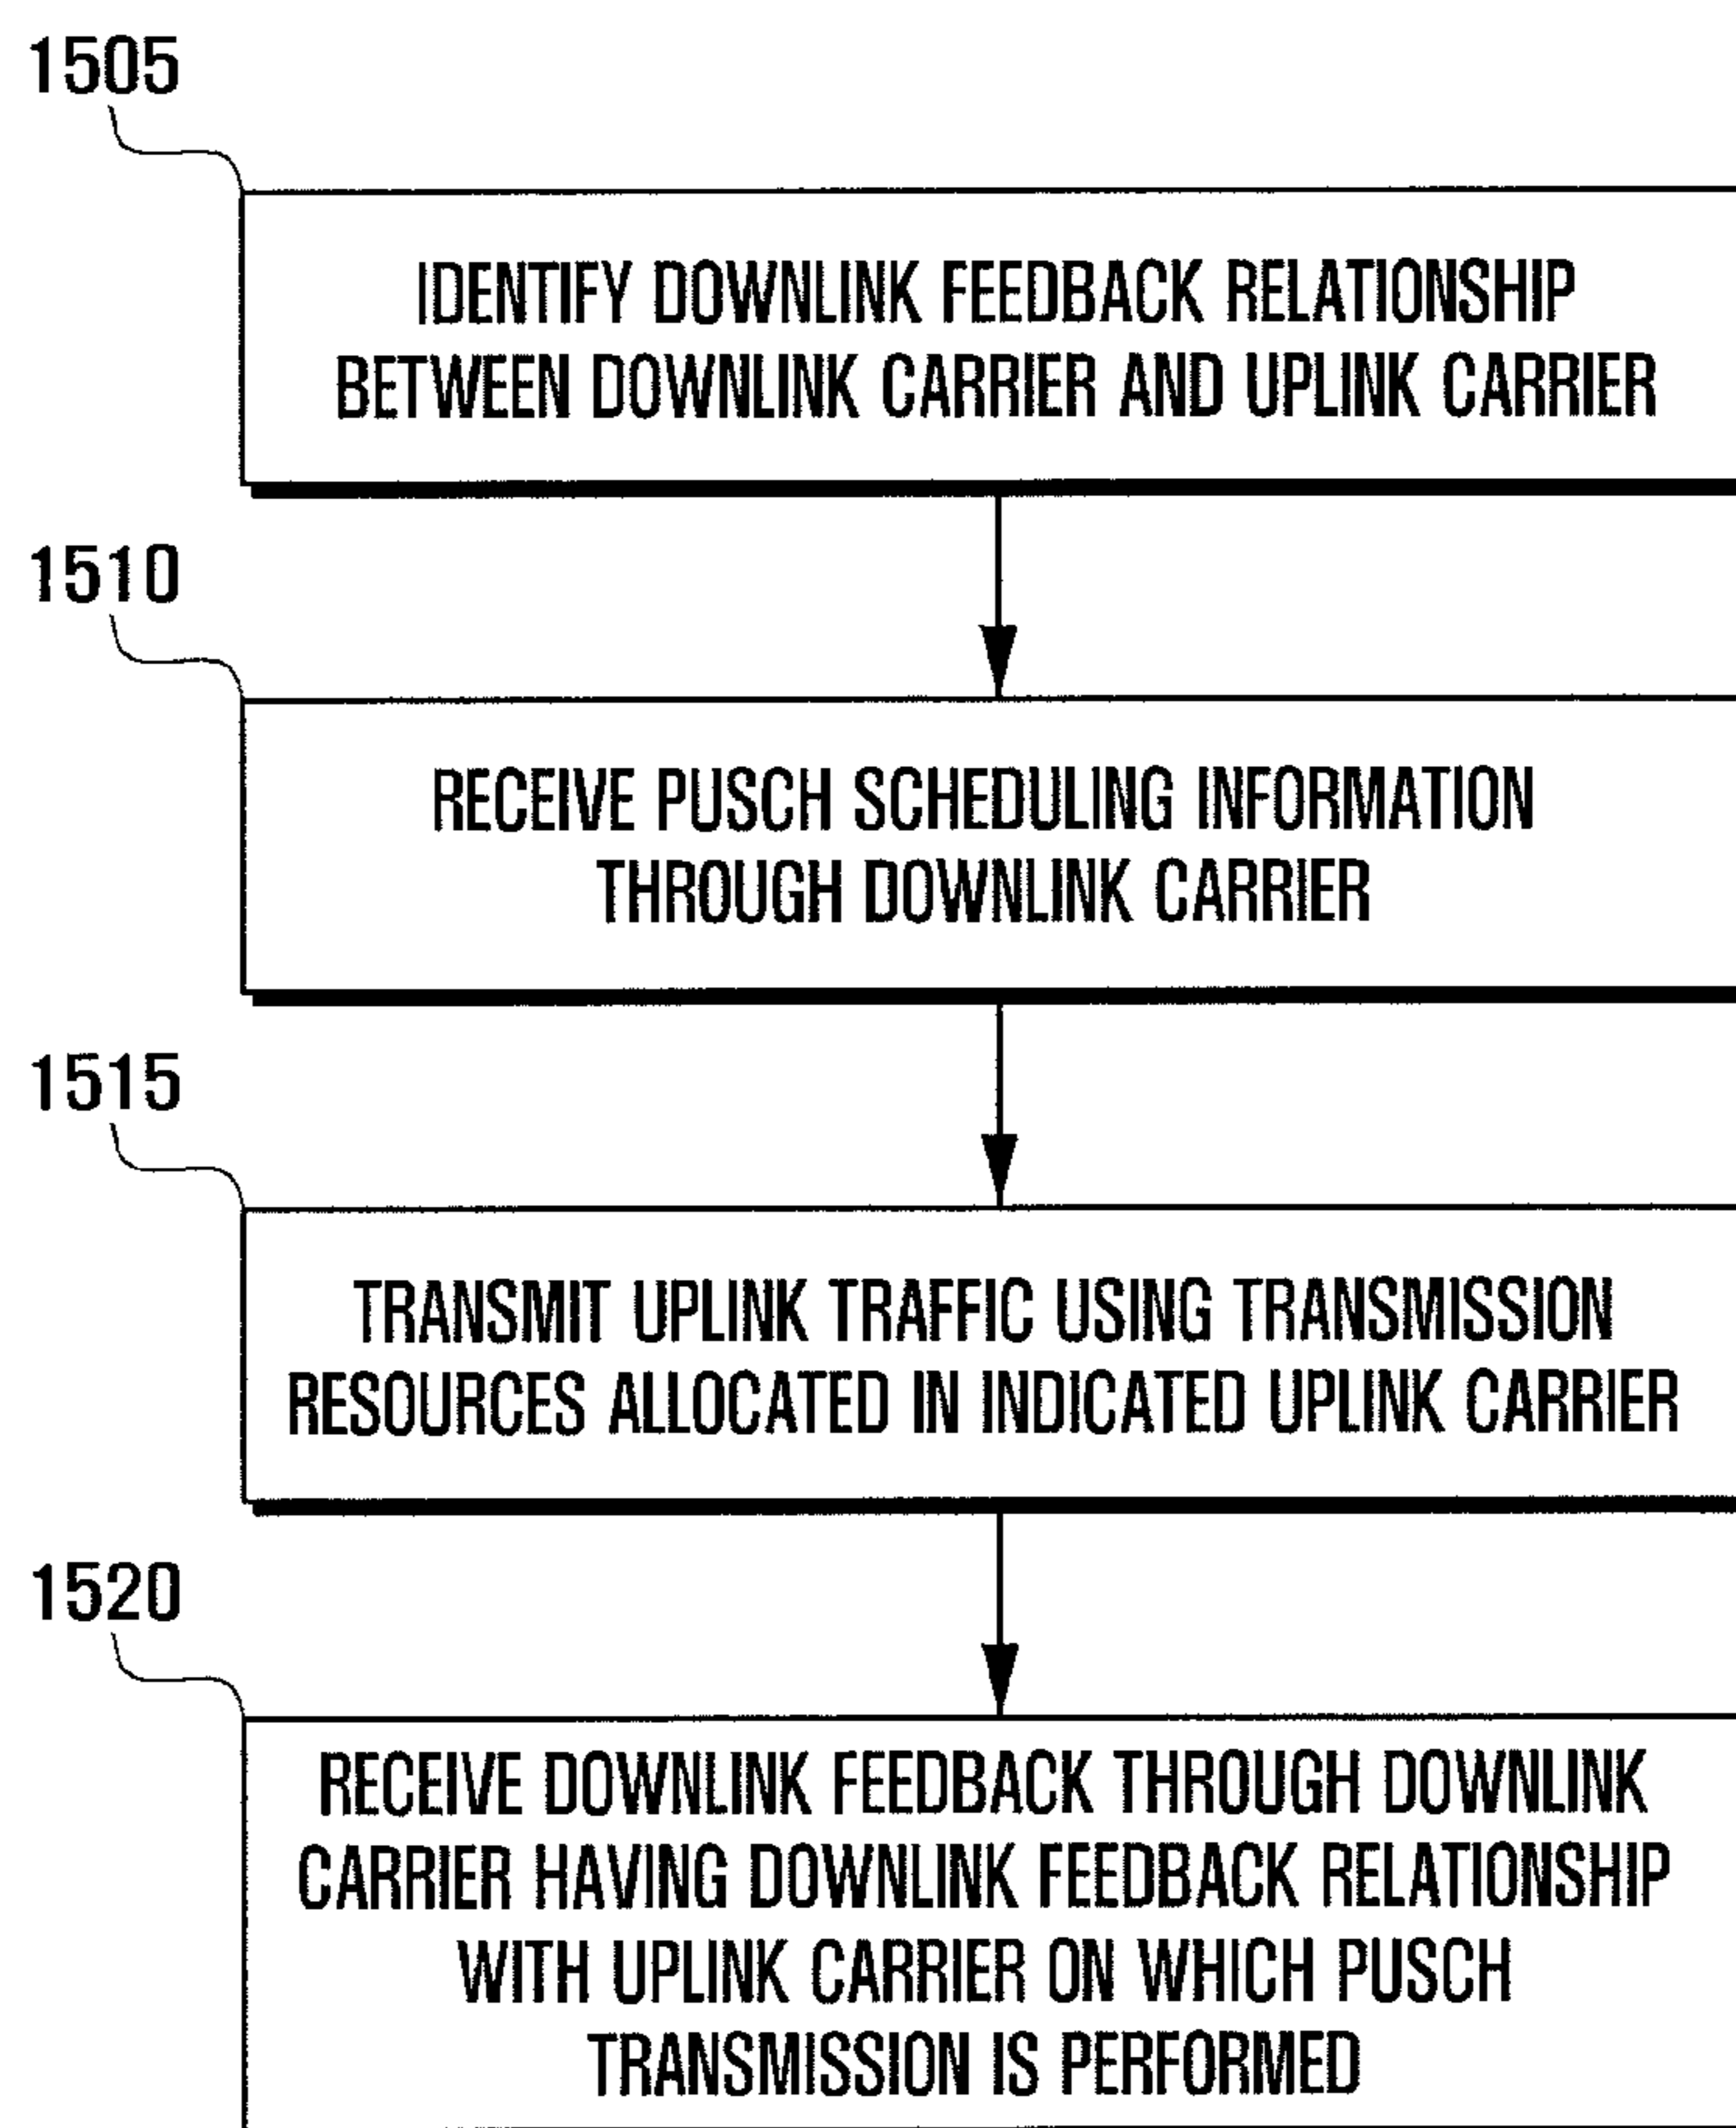 1505
IDENTIFY DOWNLINK FEEDBACK RELATIONSHIP
BETWEEN DOWNLINK CARRIER AND UPLINK CARRIER
1510
RECEIVE PUSCH SCHEDULING INFORMATION
THROUGH DOWNLINK CARRIER
1515
TRANSMIT UPLINK TRAFFIC USING TRANSMISSION
RESOURCES ALLOCATED IN INDICATED UPLINK CARRIER
1520
RECEIVE DOWNLINK FEEDBACK THROUGH DOWNLINK
CARRIER HAVING DOWNLINK FEEDBACK RELATIONSHIP
WITH UPLINK CARRIER ON WHICH PUSCH
TRANSMISSION IS PERFORMED